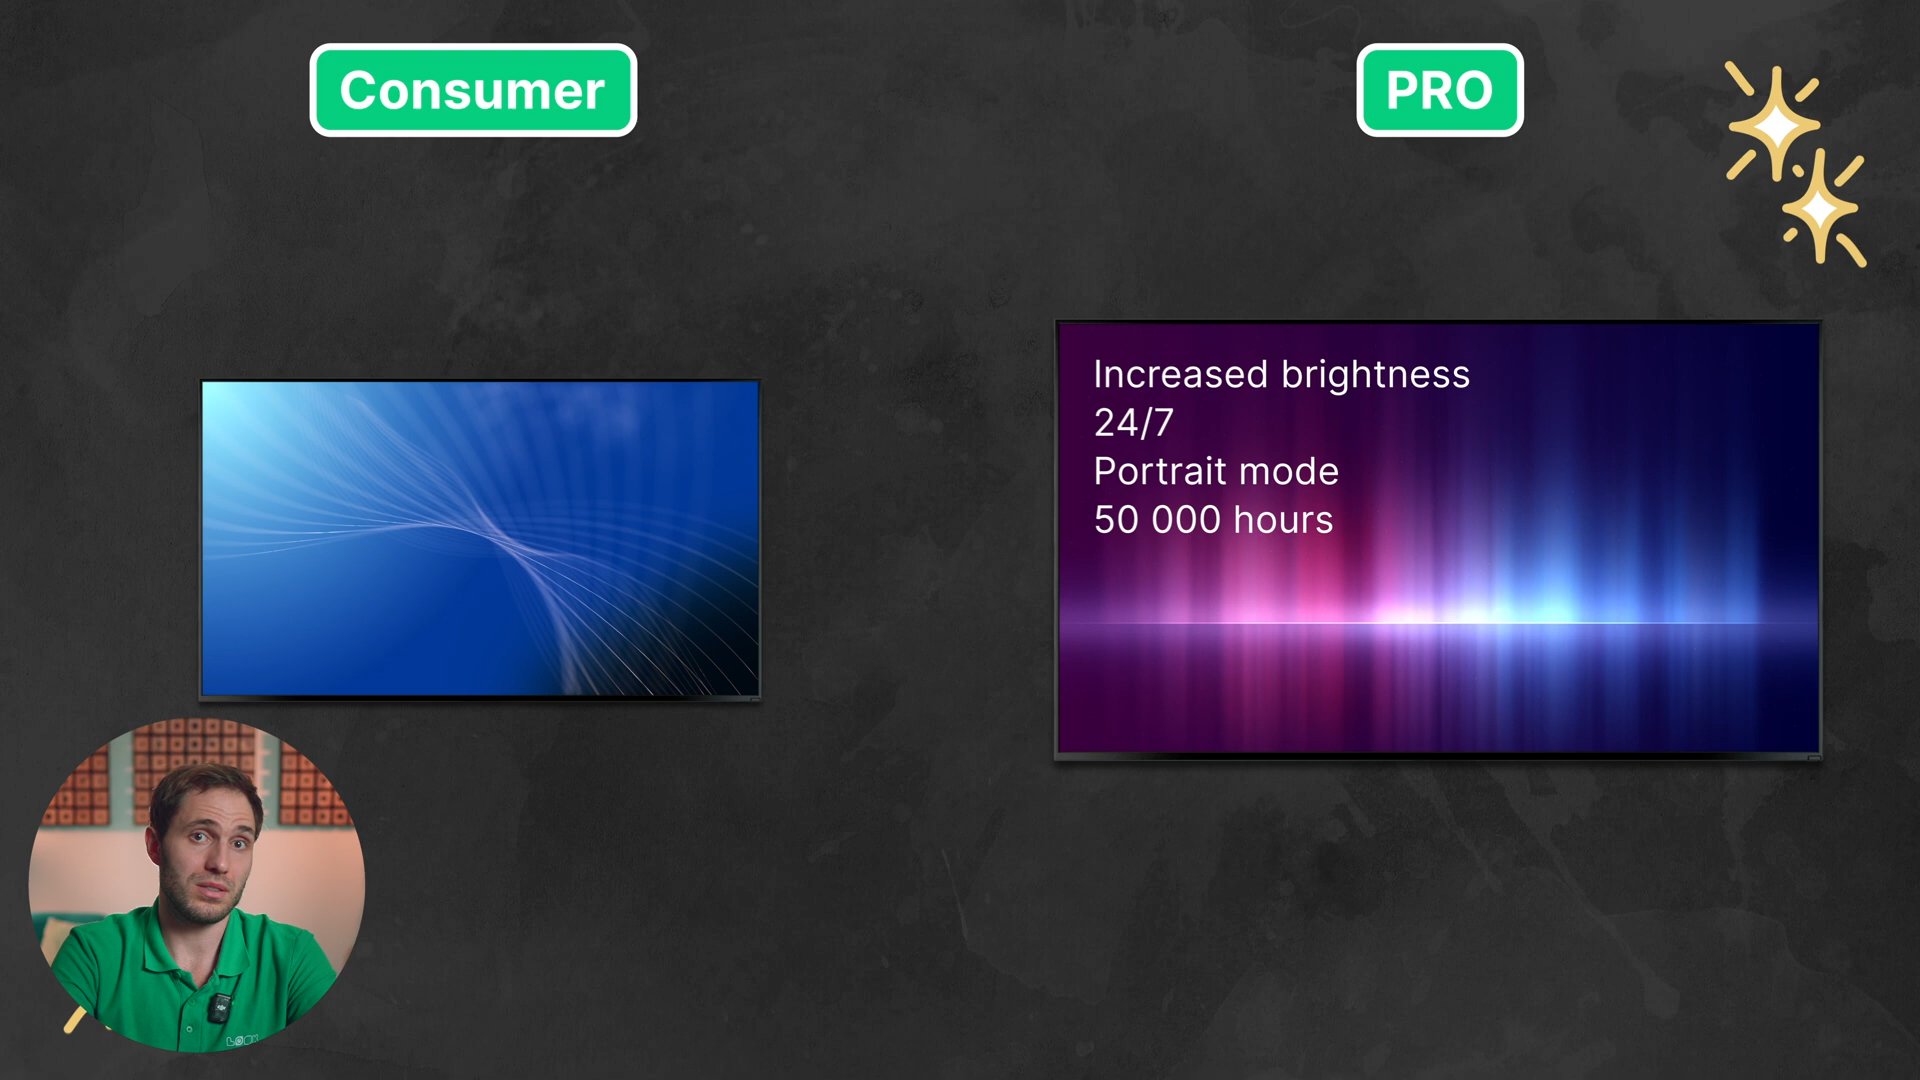 Consumer
PRO
Increased brightness
24/7
Portrait mode
50 000 hours